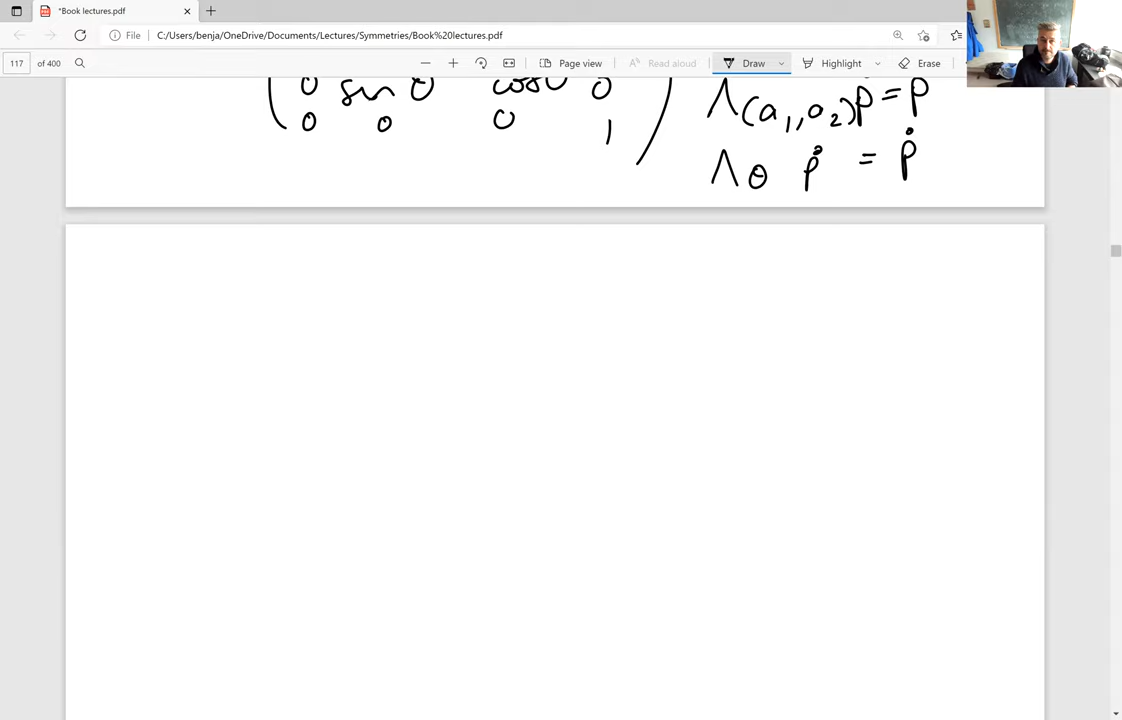 *Book lectures.pdf
File C:/Users/benja/OneDrive/Documents/Lectures/Symmetries/Book%20lectures.pdf
117 of 400 Page view Read aloud Draw Highlight Erase
0 sin θ cos θ 0
0 0 0 1
Λ(a₁,a₂)p̊ = p̊
Λθ p̊ = p̊